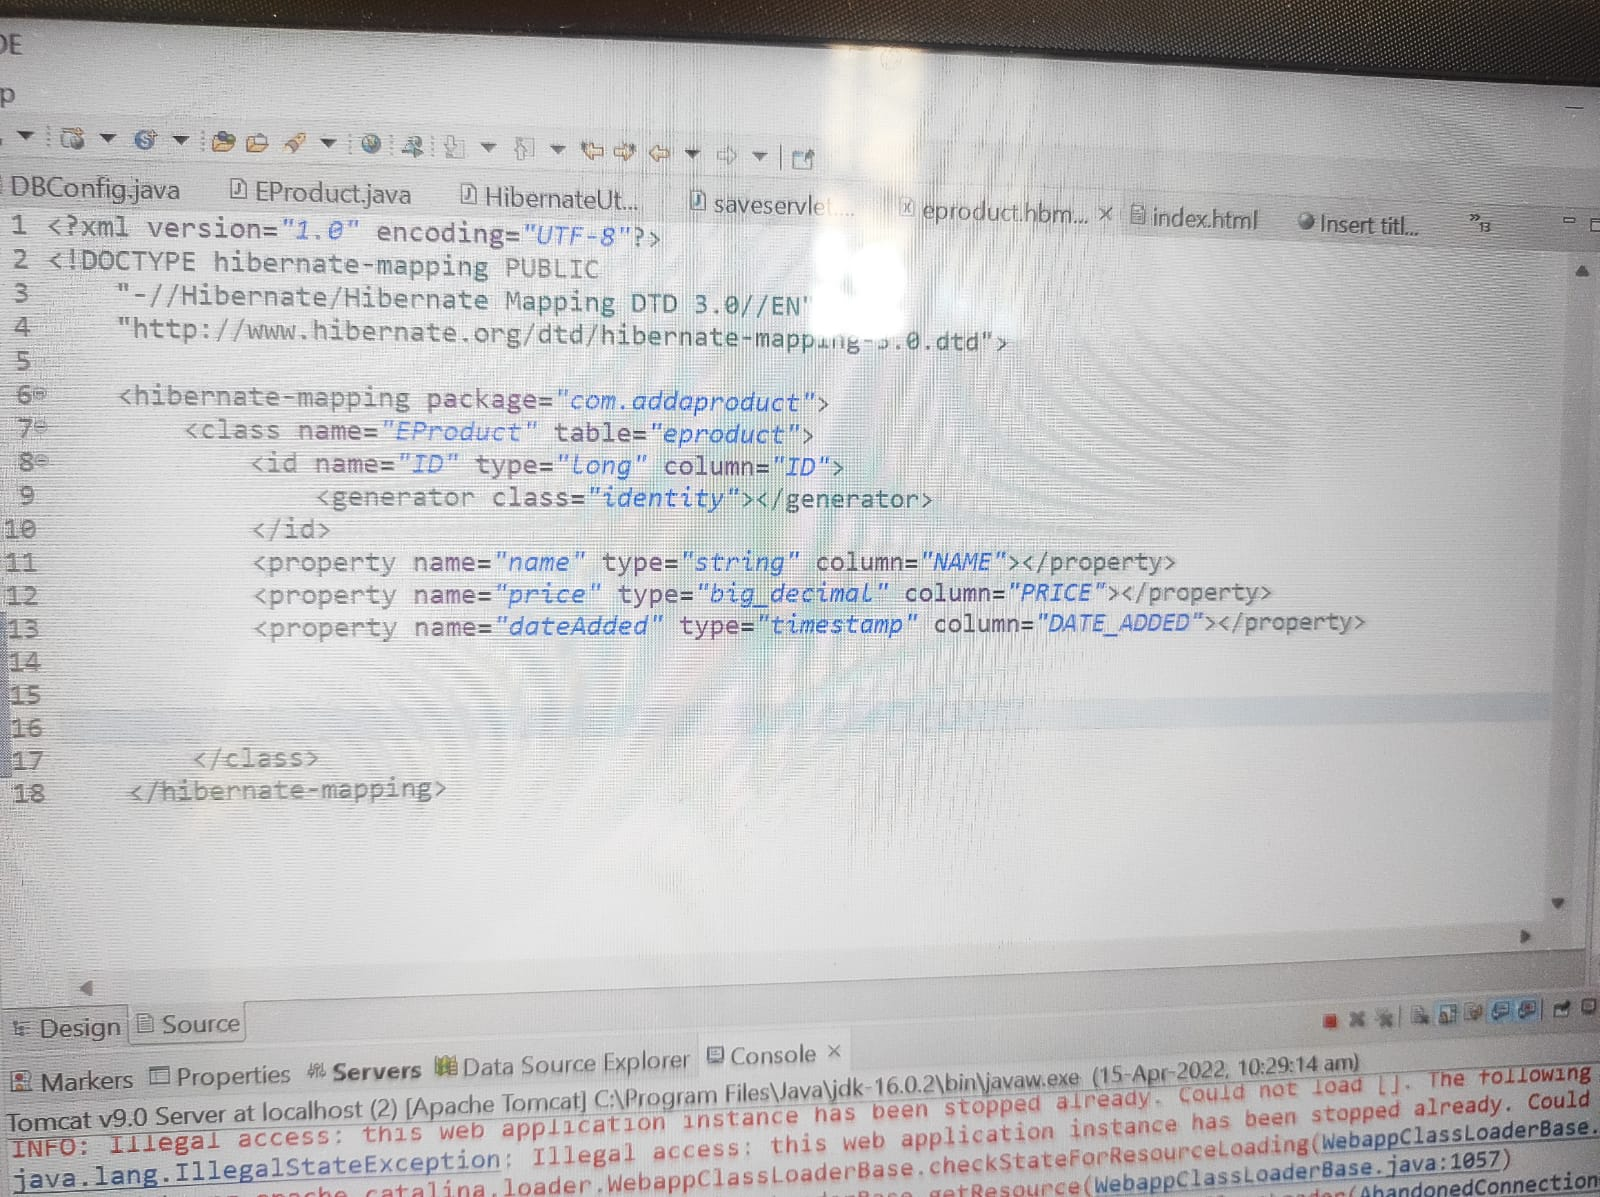 DE
p
DBConfig.java EProduct.java HibernateUt... saveservlet.... eproduct.hbm... × index.html Insert titl... »13
1 <?xml version="1.0" encoding="UTF-8"?>
2 <!DOCTYPE hibernate-mapping PUBLIC
3 "-//Hibernate/Hibernate Mapping DTD 3.0//EN"
4 "http://www.hibernate.org/dtd/hibernate-mapping-3.0.dtd">
5
6 <hibernate-mapping package="com.addaproduct">
7 <class name="EProduct" table="eproduct">
8 <id name="ID" type="long" column="ID">
9 <generator class="identity"></generator>
10 </id>
11 <property name="name" type="string" column="NAME"></property>
12 <property name="price" type="big_decimal" column="PRICE"></property>
13 <property name="dateAdded" type="timestamp" column="DATE_ADDED"></property>
14
15
16
17 </class>
18 </hibernate-mapping>
Design Source
Markers Properties Servers Data Source Explorer Console ×
Tomcat v9.0 Server at localhost (2) [Apache Tomcat] C:\Program Files\Java\jdk-16.0.2\bin\javaw.exe (15-Apr-2022, 10:29:14 am)
INFO: Illegal access: this web application instance has been stopped already. Could not load []. The following
java.lang.IllegalStateException: Illegal access: this web application instance has been stopped already. Could
catalina.loader.WebappClassLoaderBase.checkStateForResourceLoading(WebappClassLoaderBase.java:1057)
getResource(WebappClassLoaderBase.
(AbandonedConnection